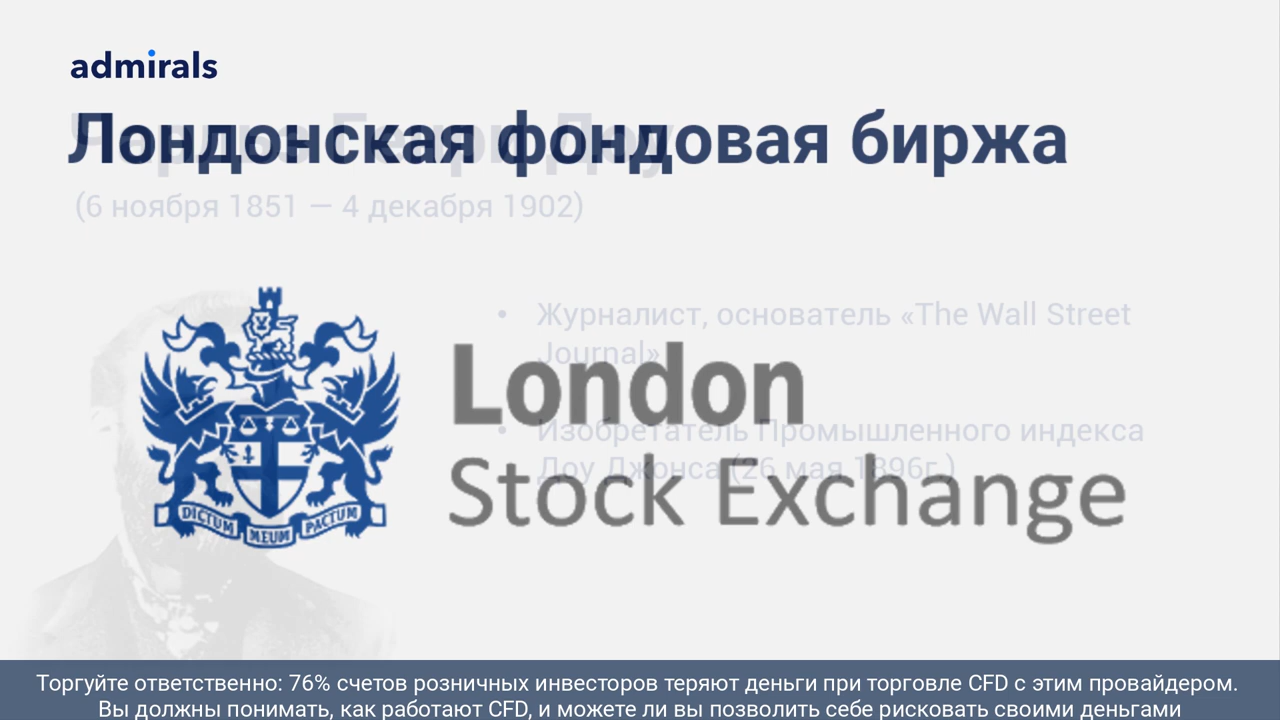 admirals
Лондонская фондовая биржа
(6 ноября 1851 — 4 декабря 1902)
• Журналист, основатель «The Wall Street
Journal»
London
• Изобретатель Промышленного индекса
Доу Джонса (26 мая 1896г.)
Stock Exchange
DICTUM MEUM PACTUM
Торгуйте ответственно: 76% счетов розничных инвесторов теряют деньги при торговле CFD с этим провайдером.
Вы должны понимать, как работают CFD, и можете ли вы позволить себе рисковать своими деньгами